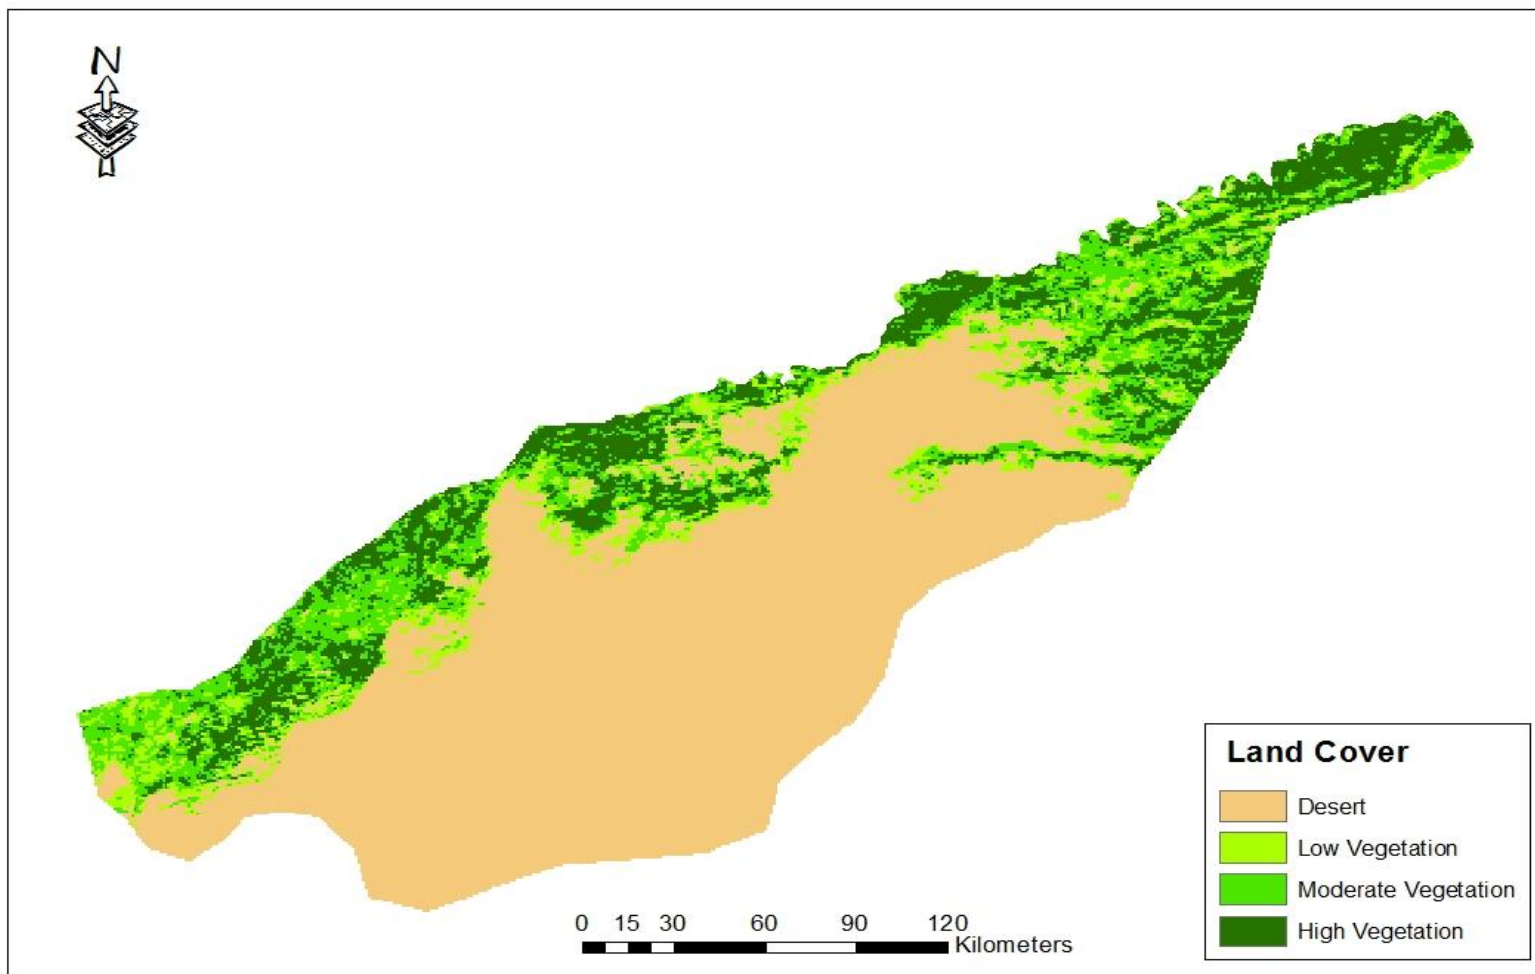 N
Land Cover
Desert
Low Vegetation
Moderate Vegetation
High Vegetation
0 15 30 60 90 120
Kilometers